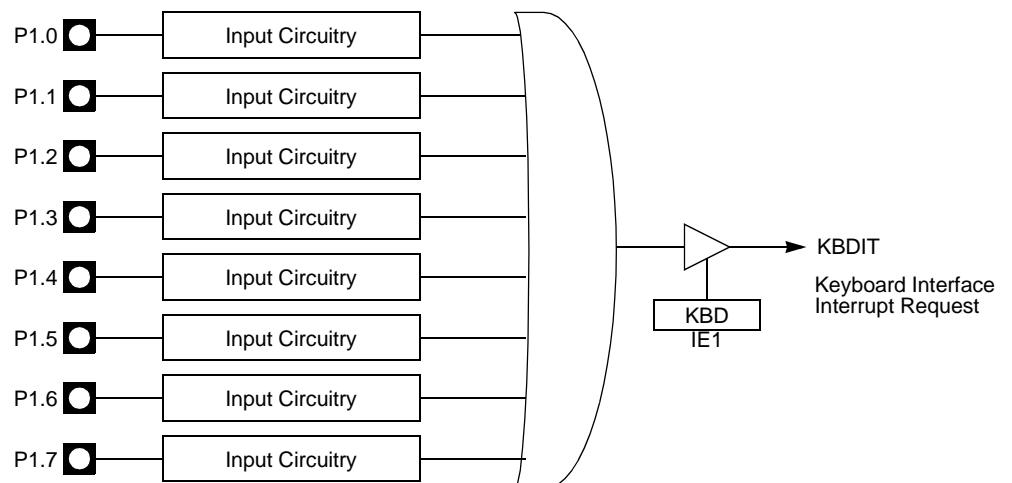 P1.0 Input Circuitry
P1.1 Input Circuitry
P1.2 Input Circuitry
P1.3 Input Circuitry
P1.4 Input Circuitry
P1.5 Input Circuitry
P1.6 Input Circuitry
P1.7 Input Circuitry
KBD
IE1
KBDIT
Keyboard Interface
Interrupt Request